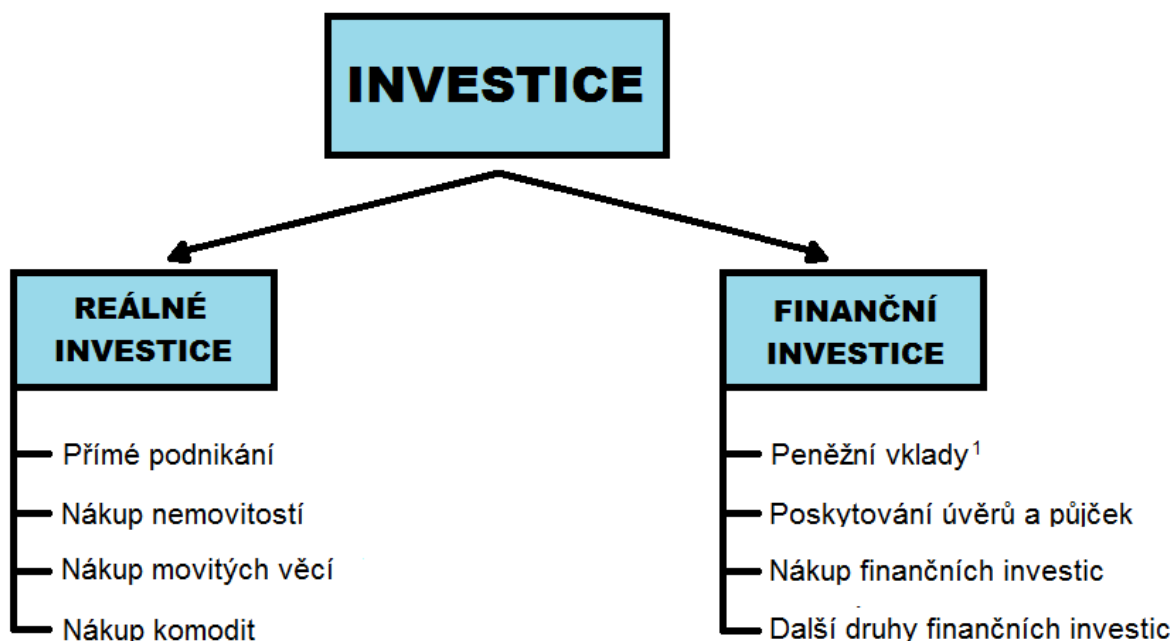 INVESTICE
REÁLNÉ
INVESTICE
Přímé podnikání
Nákup nemovitostí
Nákup movitých věcí
Nákup komodit
FINANČNÍ
INVESTICE
Peněžní vklady¹
Poskytování úvěrů a půjček
Nákup finančních investic
Další druhy finančních investic